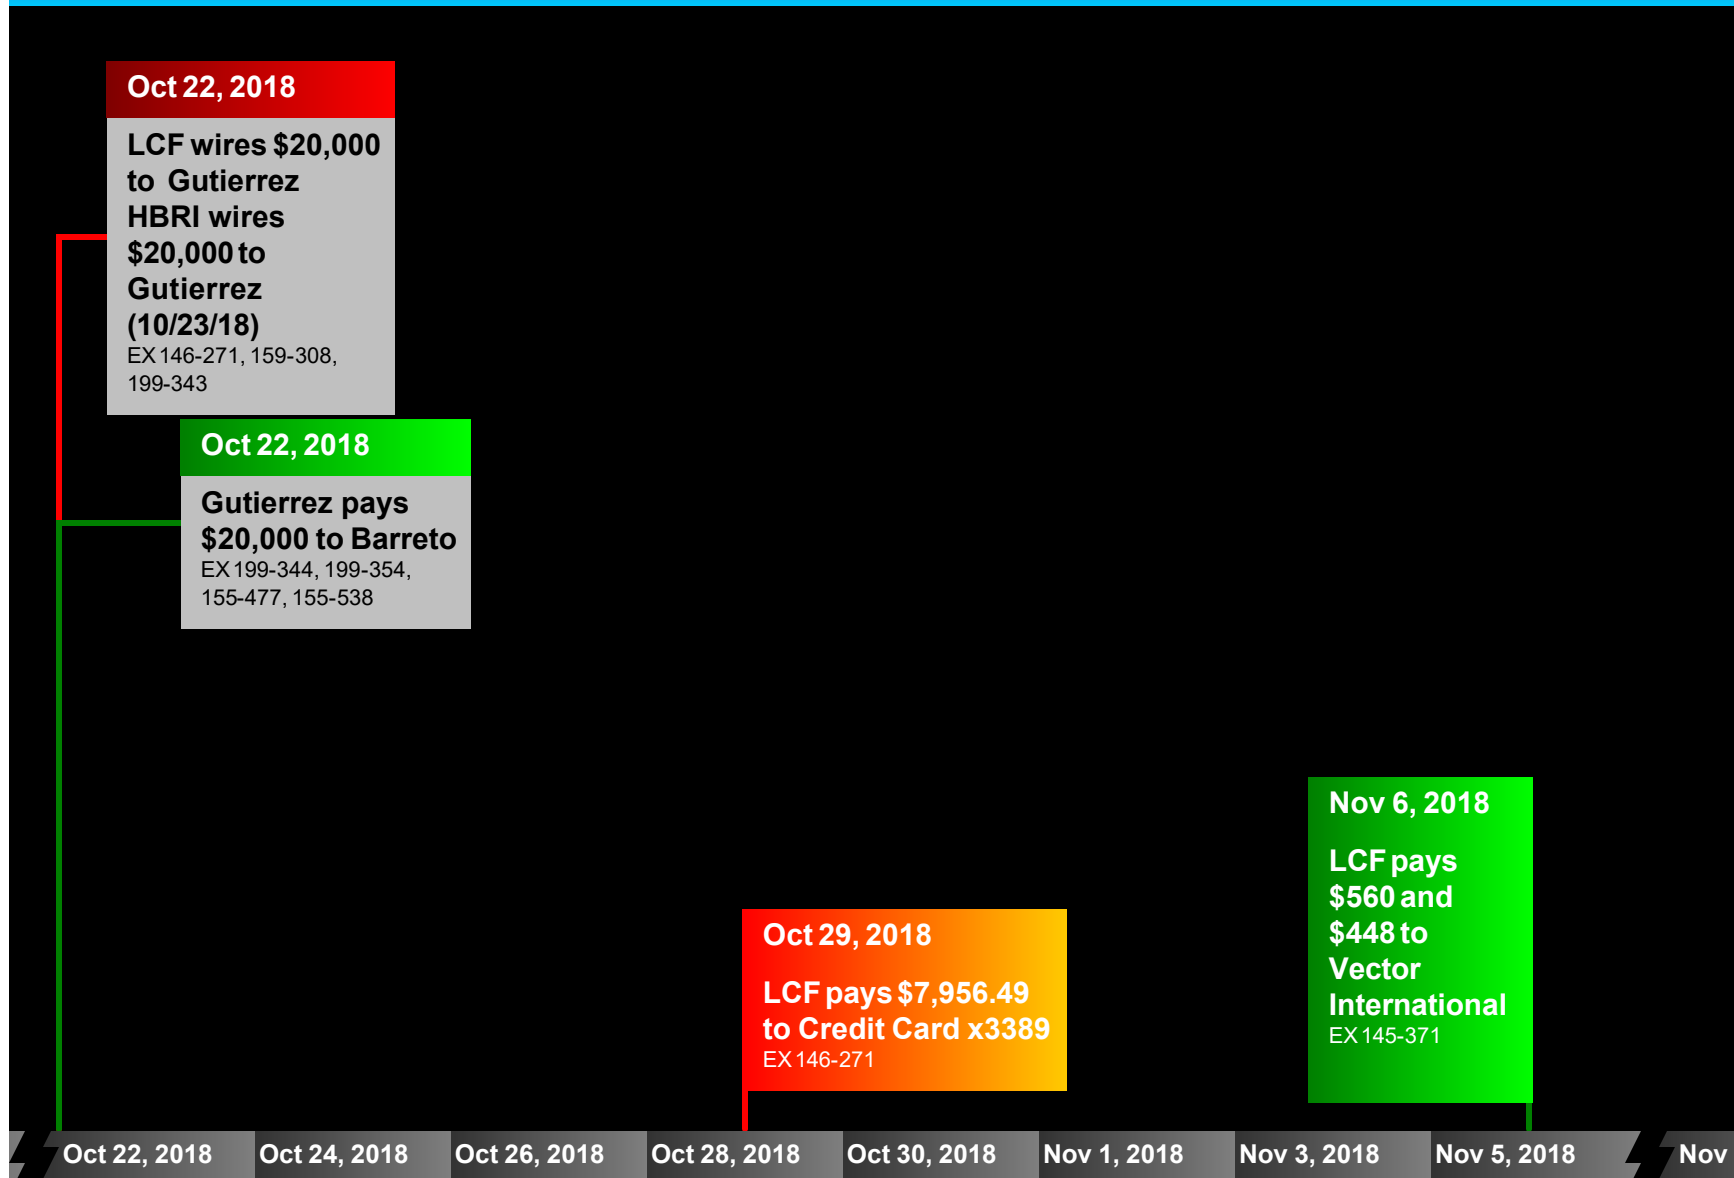 Oct 22, 2018
LCF wires $20,000
to Gutierrez
HBRI wires
$20,000 to
Gutierrez
(10/23/18)
EX 146-271, 159-308,
199-343
Oct 22, 2018
Gutierrez pays
$20,000 to Barreto
EX 199-344, 199-354,
155-477, 155-538
Oct 29, 2018
LCF pays $7,956.49
to Credit Card x3389
EX 146-271
Nov 6, 2018
LCF pays
$560 and
$448 to
Vector
International
EX 145-371
Oct 22, 2018 Oct 24, 2018 Oct 26, 2018 Oct 28, 2018 Oct 30, 2018 Nov 1, 2018 Nov 3, 2018 Nov 5, 2018 Nov